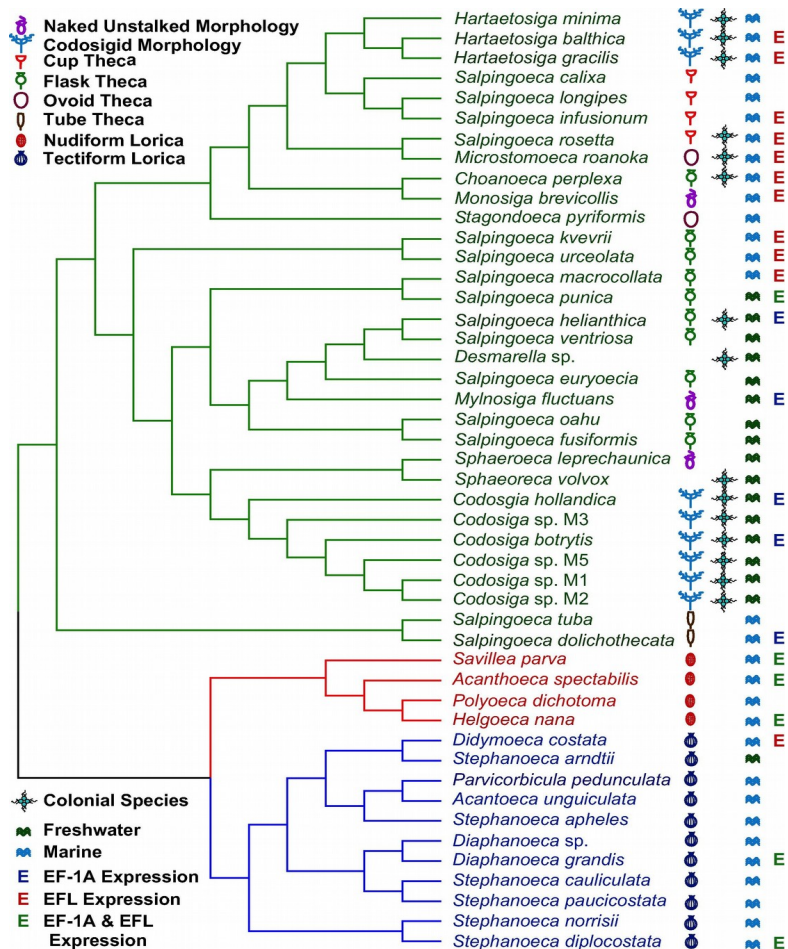 Naked Unstalked Morphology
Codosigid Morphology
Cup Theca
Flask Theca
Ovoid Theca
Tube Theca
Nudiform Lorica
Tectiform Lorica
Hartaetosiga minima
Hartaetosiga balthica E
Hartaetosiga gracilis E
Salpingoeca calixa
Salpingoeca longipes
Salpingoeca infusionum E
Salpingoeca rosetta E
Microstomoeca roanoka E
Choanoeca perplexa E
Monosiga brevicollis E
Stagondoeca pyriformis
Salpingoeca kvevrii E
Salpingoeca urceolata E
Salpingoeca macrocollata E
Salpingoeca punica E
Salpingoeca helianthica E
Salpingoeca ventriosa
Desmarella sp.
Salpingoeca euryoecia
Mylnosiga fluctuans E
Salpingoeca oahu
Salpingoeca fusiformis
Sphaeroeca leprechaunica
Sphaeoreca volvox
Codosgia hollandica E
Codosiga sp. M3
Codosiga botrytis E
Codosiga sp. M5
Codosiga sp. M1
Codosiga sp. M2
Salpingoeca tuba
Salpingoeca dolichothecata E
Savillea parva E
Acanthoeca spectabilis E
Polyoeca dichotoma
Helgoeca nana E
Didymoeca costata E
Stephanoeca arndtii
Parvicorbicula pedunculata
Acantoeca unguiculata
Stephanoeca apheles
Diaphanoeca sp.
Diaphanoeca grandis E
Stephanoeca cauliculata
Stephanoeca paucicostata
Stephanoeca norrisii
Stephanoeca diplocostata E
Colonial Species
Freshwater
Marine
E EF-1A Expression
E EFL Expression
E EF-1A & EFL
Expression